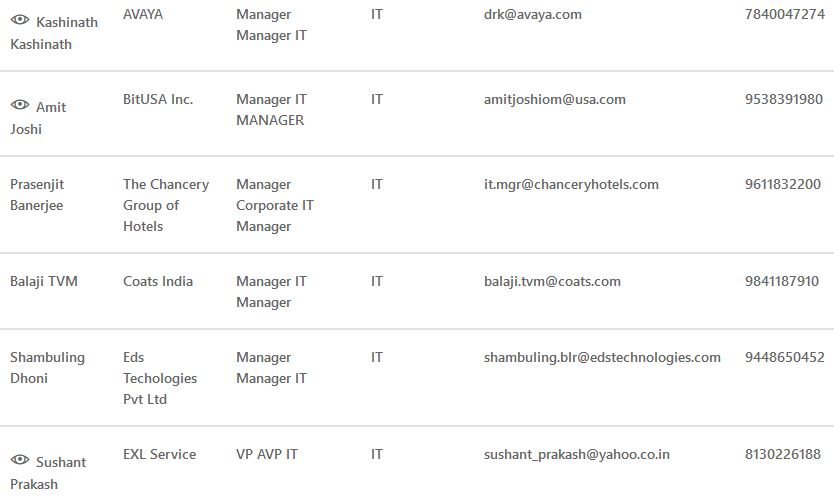 Kashinath Kashinath AVAYA Manager Manager IT IT drk@avaya.com 7840047274
Amit Joshi BitUSA Inc. Manager IT MANAGER IT amitjoshiom@usa.com 9538391980
Prasenjit Banerjee The Chancery Group of Hotels Manager Corporate IT Manager IT it.mgr@chanceryhotels.com 9611832200
Balaji TVM Coats India Manager IT Manager IT balaji.tvm@coats.com 9841187910
Shambuling Dhoni Eds Techologies Pvt Ltd Manager Manager IT IT shambuling.blr@edstechnologies.com 9448650452
Sushant Prakash EXL Service VP AVP IT IT sushant_prakash@yahoo.co.in 8130226188